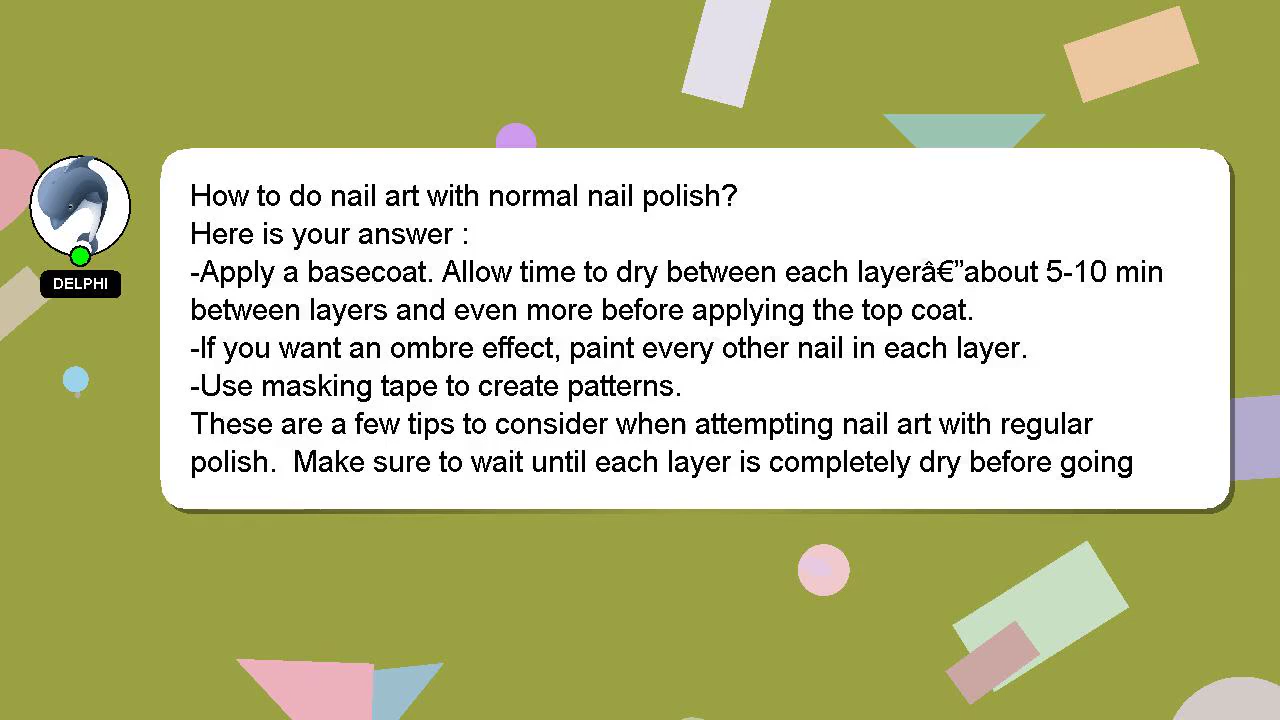 DELPHI
How to do nail art with normal nail polish?
Here is your answer :
-Apply a basecoat. Allow time to dry between each layerâ€”about 5-10 min
between layers and even more before applying the top coat.
-If you want an ombre effect, paint every other nail in each layer.
-Use masking tape to create patterns.
These are a few tips to consider when attempting nail art with regular
polish.  Make sure to wait until each layer is completely dry before going